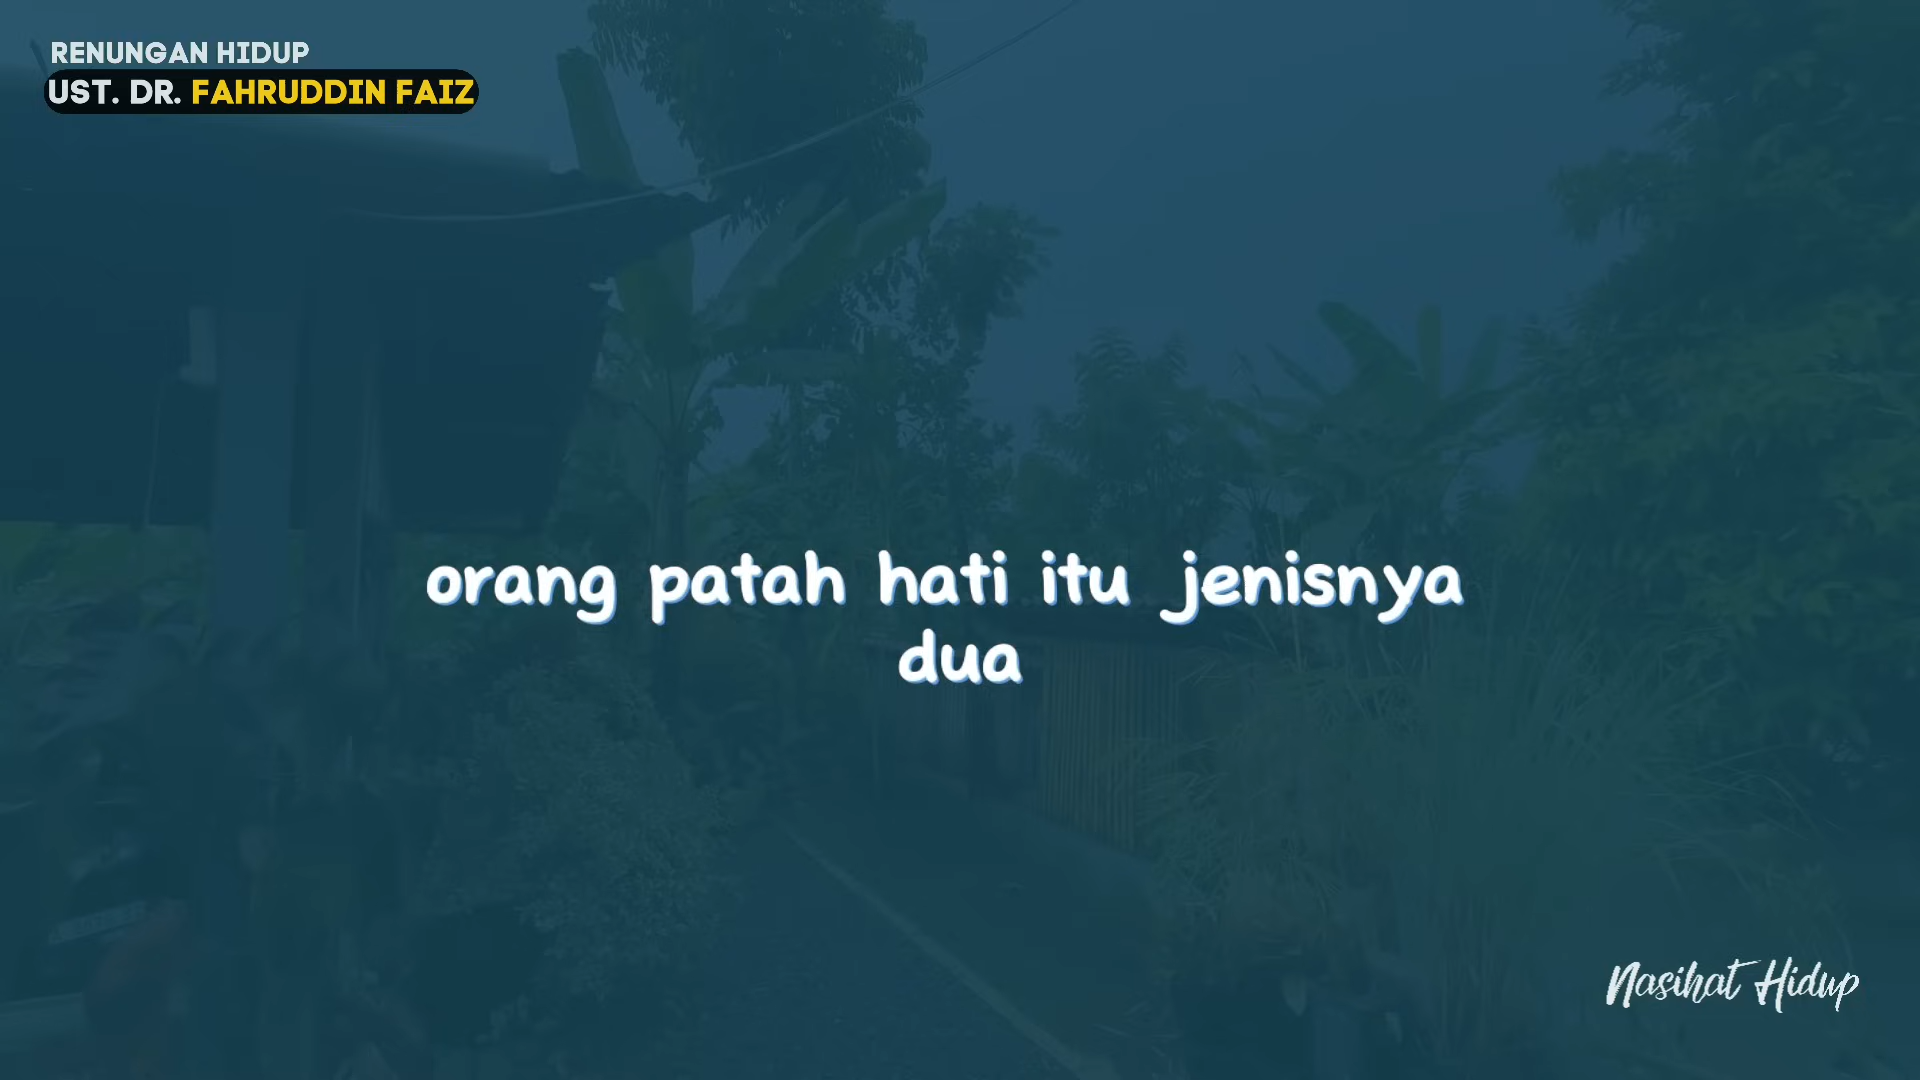 RENUNGAN HIDUP
UST. DR. FAHRUDDIN FAIZ
orang patah hati itu jenisnya
dua
Nasihat Hidup